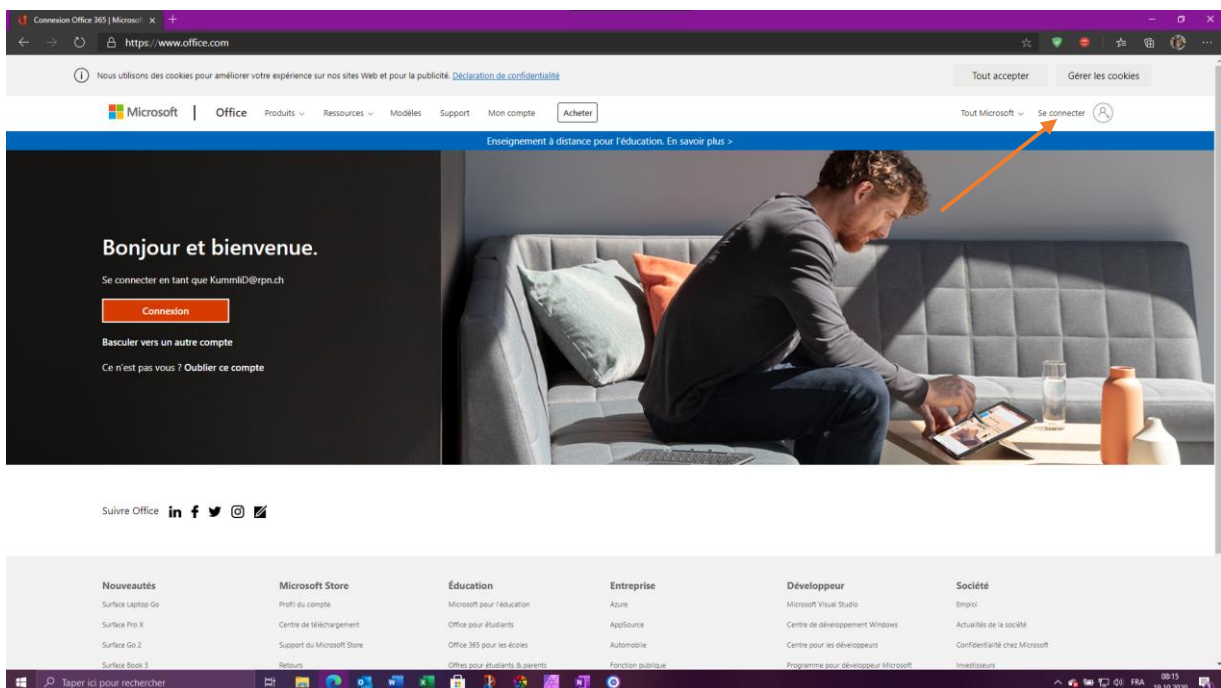 Connexion Office 365 | Microsof
https://www.office.com
Nous utilisons des cookies pour améliorer votre expérience sur nos sites Web et pour la publicité. Déclaration de confidentialité
Tout accepter
Gérer les cookies
Microsoft | Office Produits Ressources Modèles Support Mon compte Acheter Tout Microsoft Se connecter
Enseignement à distance pour l'éducation. En savoir plus >
Bonjour et bienvenue.
Se connecter en tant que KummliD@rpn.ch
Connexion
Basculer vers un autre compte
Ce n'est pas vous ? Oublier ce compte
Suivre Office
Nouveautés Microsoft Store Éducation Entreprise Développeur Société
Surface Laptop Go Profil du compte Microsoft pour l'éducation Azure Microsoft Visual Studio Emploi
Surface Pro X Centre de téléchargement Office pour étudiants AppSource Centre de développement Windows Actualités de la société
Surface Go 2 Support du Microsoft Store Office 365 pour les écoles Automobile Centre pour les développeurs Confidentialité chez Microsoft
Surface Book 3 Retours Offres pour étudiants & parents Fonction publique Programme pour développeur Microsoft Investisseurs
Taper ici pour rechercher
FRA
08:15
10.10.2020